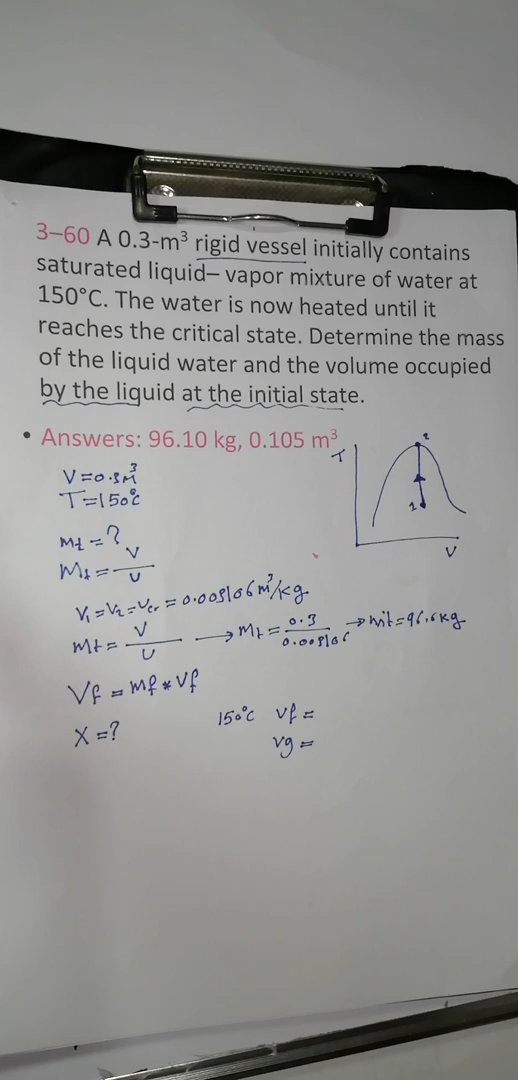 3–60 A 0.3-m³ rigid vessel initially contains
saturated liquid– vapor mixture of water at
150°C. The water is now heated until it
reaches the critical state. Determine the mass
of the liquid water and the volume occupied
by the liquid at the initial state.
• Answers: 96.10 kg, 0.105 m³
V=0.3m³
T=150°C
T
2
1
V
mt=?
mt=V/υ
V1=V2=Vcr=0.003106 m³/kg
mt=V/υ → mt=0.3/0.003106 → mt=96.6kg
Vf=mf*Vf
150°C Vf=
X=?
Vg=